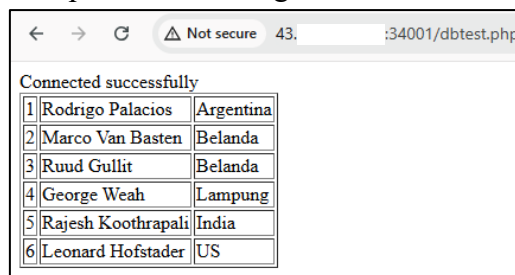 Not secure 43. :34001/dbtest.php
Connected successfully
1 Rodrigo Palacios Argentina
2 Marco Van Basten Belanda
3 Ruud Gullit Belanda
4 George Weah Lampung
5 Rajesh Koothrapali India
6 Leonard Hofstader US